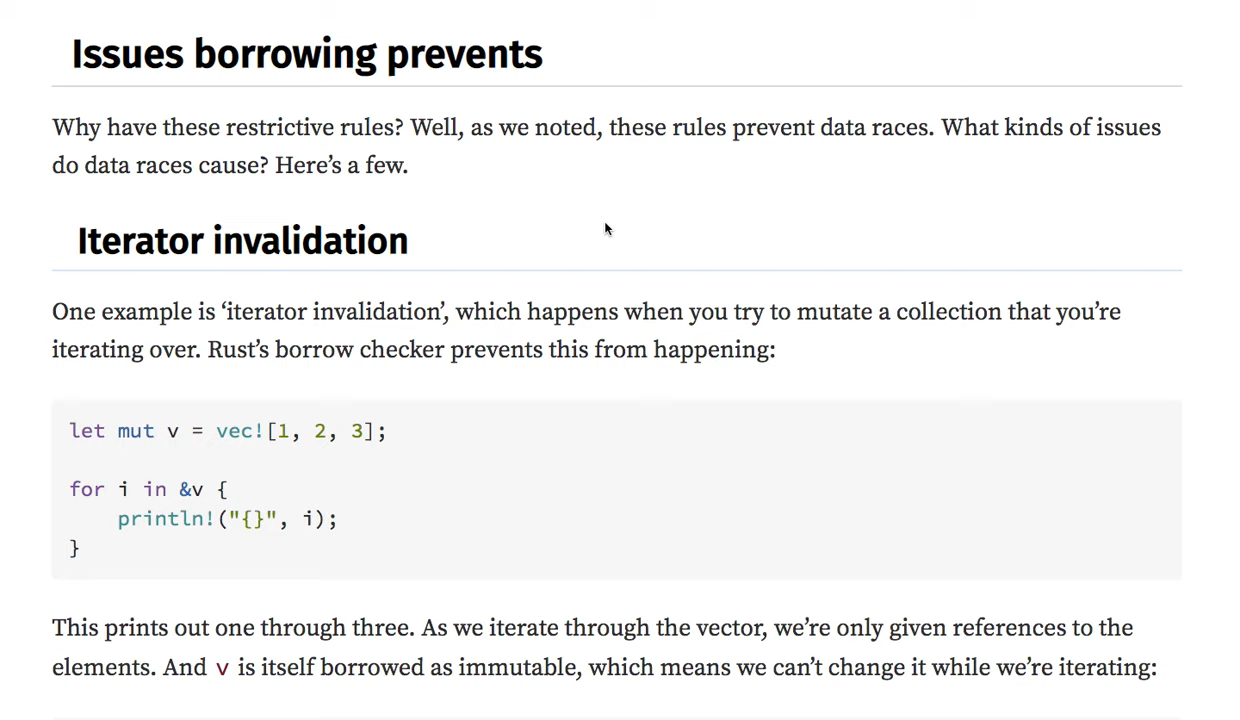 Issues borrowing prevents
Why have these restrictive rules? Well, as we noted, these rules prevent data races. What kinds of issues
do data races cause? Here’s a few.
Iterator invalidation
One example is ‘iterator invalidation’, which happens when you try to mutate a collection that you’re
iterating over. Rust’s borrow checker prevents this from happening:
let mut v = vec![1, 2, 3];
for i in &v {
    println!("{}", i);
}
This prints out one through three. As we iterate through the vector, we’re only given references to the
elements. And v is itself borrowed as immutable, which means we can’t change it while we’re iterating: